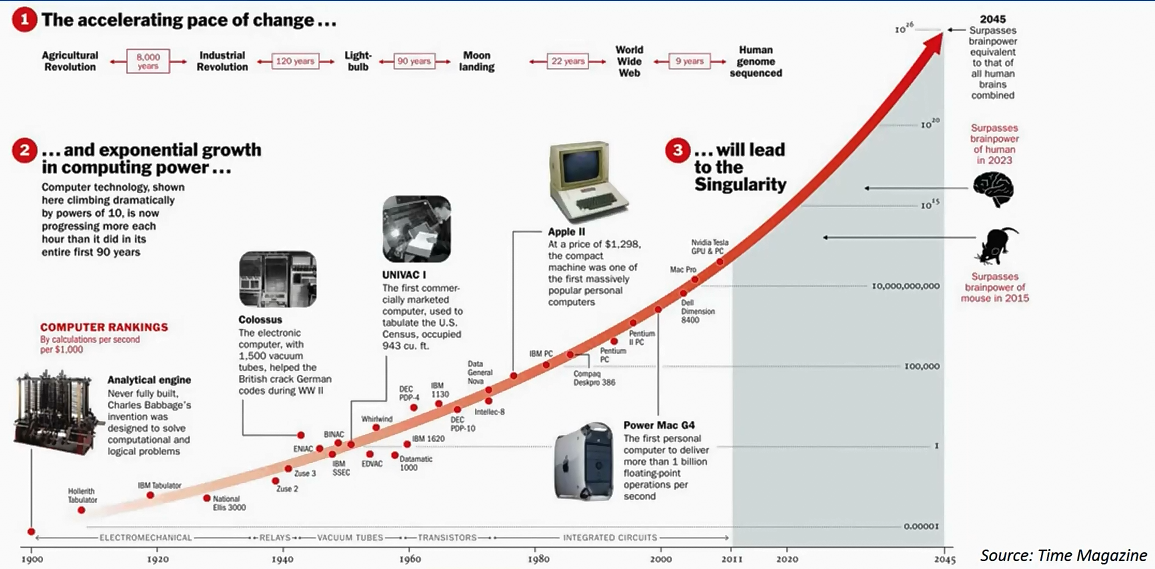 1 The accelerating pace of change ...
Agricultural
Revolution
8,000
years
Industrial
Revolution
120 years
Light-
bulb
90 years
Moon
landing
22 years
World
Wide
Web
9 years
Human
genome
sequenced
2 ...and exponential growth
in computing power...
Computer technology, shown
here climbing dramatically
by powers of 10, is now
progressing more each
hour than it did in its
entire first 90 years
3 ...will lead
to the
Singularity
10^26
2045
Surpasses
brainpower
equivalent
to that of
all human
brains
combined
10^20
Surpasses
brainpower
of human
in 2023
10^15
Surpasses
brainpower of
mouse in 2015
10,000,000,000
100,000
1
0.00001
COMPUTER RANKINGS
By calculations per second
per $1,000
Analytical engine
Never fully built,
Charles Babbage's
invention was
designed to solve
computational and
logical problems
Colossus
The electronic
computer, with
1,500 vacuum
tubes, helped the
British crack German
codes during WW II
UNIVAC I
The first commer-
cially marketed
computer, used to
tabulate the U.S.
Census, occupied
943 cu. ft.
Apple II
At a price of $1,298,
the compact
machine was one of
the first massively
popular personal
computers
Power Mac G4
The first personal
computer to deliver
more than 1 billion
floating-point
operations per
second
Hollerith
Tabulator
IBM Tabulator
National
Ellis 3000
Zuse 2
Zuse 3
ENIAC
BINAC
IBM
SSEC
Whirlwind
EDVAC
Datamatic
1000
IBM 1620
DEC
PDP-4
IBM
1130
DEC
PDP-10
Data
General
Nova
Intellec-8
IBM PC
Compaq
Deskpro 386
Pentium
PC
Pentium
II PC
Dell
Dimension
8400
Mac Pro
Nvidia Tesla
GPU & PC
ELECTROMECHANICAL
RELAYS
VACUUM TUBES
TRANSISTORS
INTEGRATED CIRCUITS
1900
1920
1940
1960
1980
2000
2011
2020
2045
Source: Time Magazine